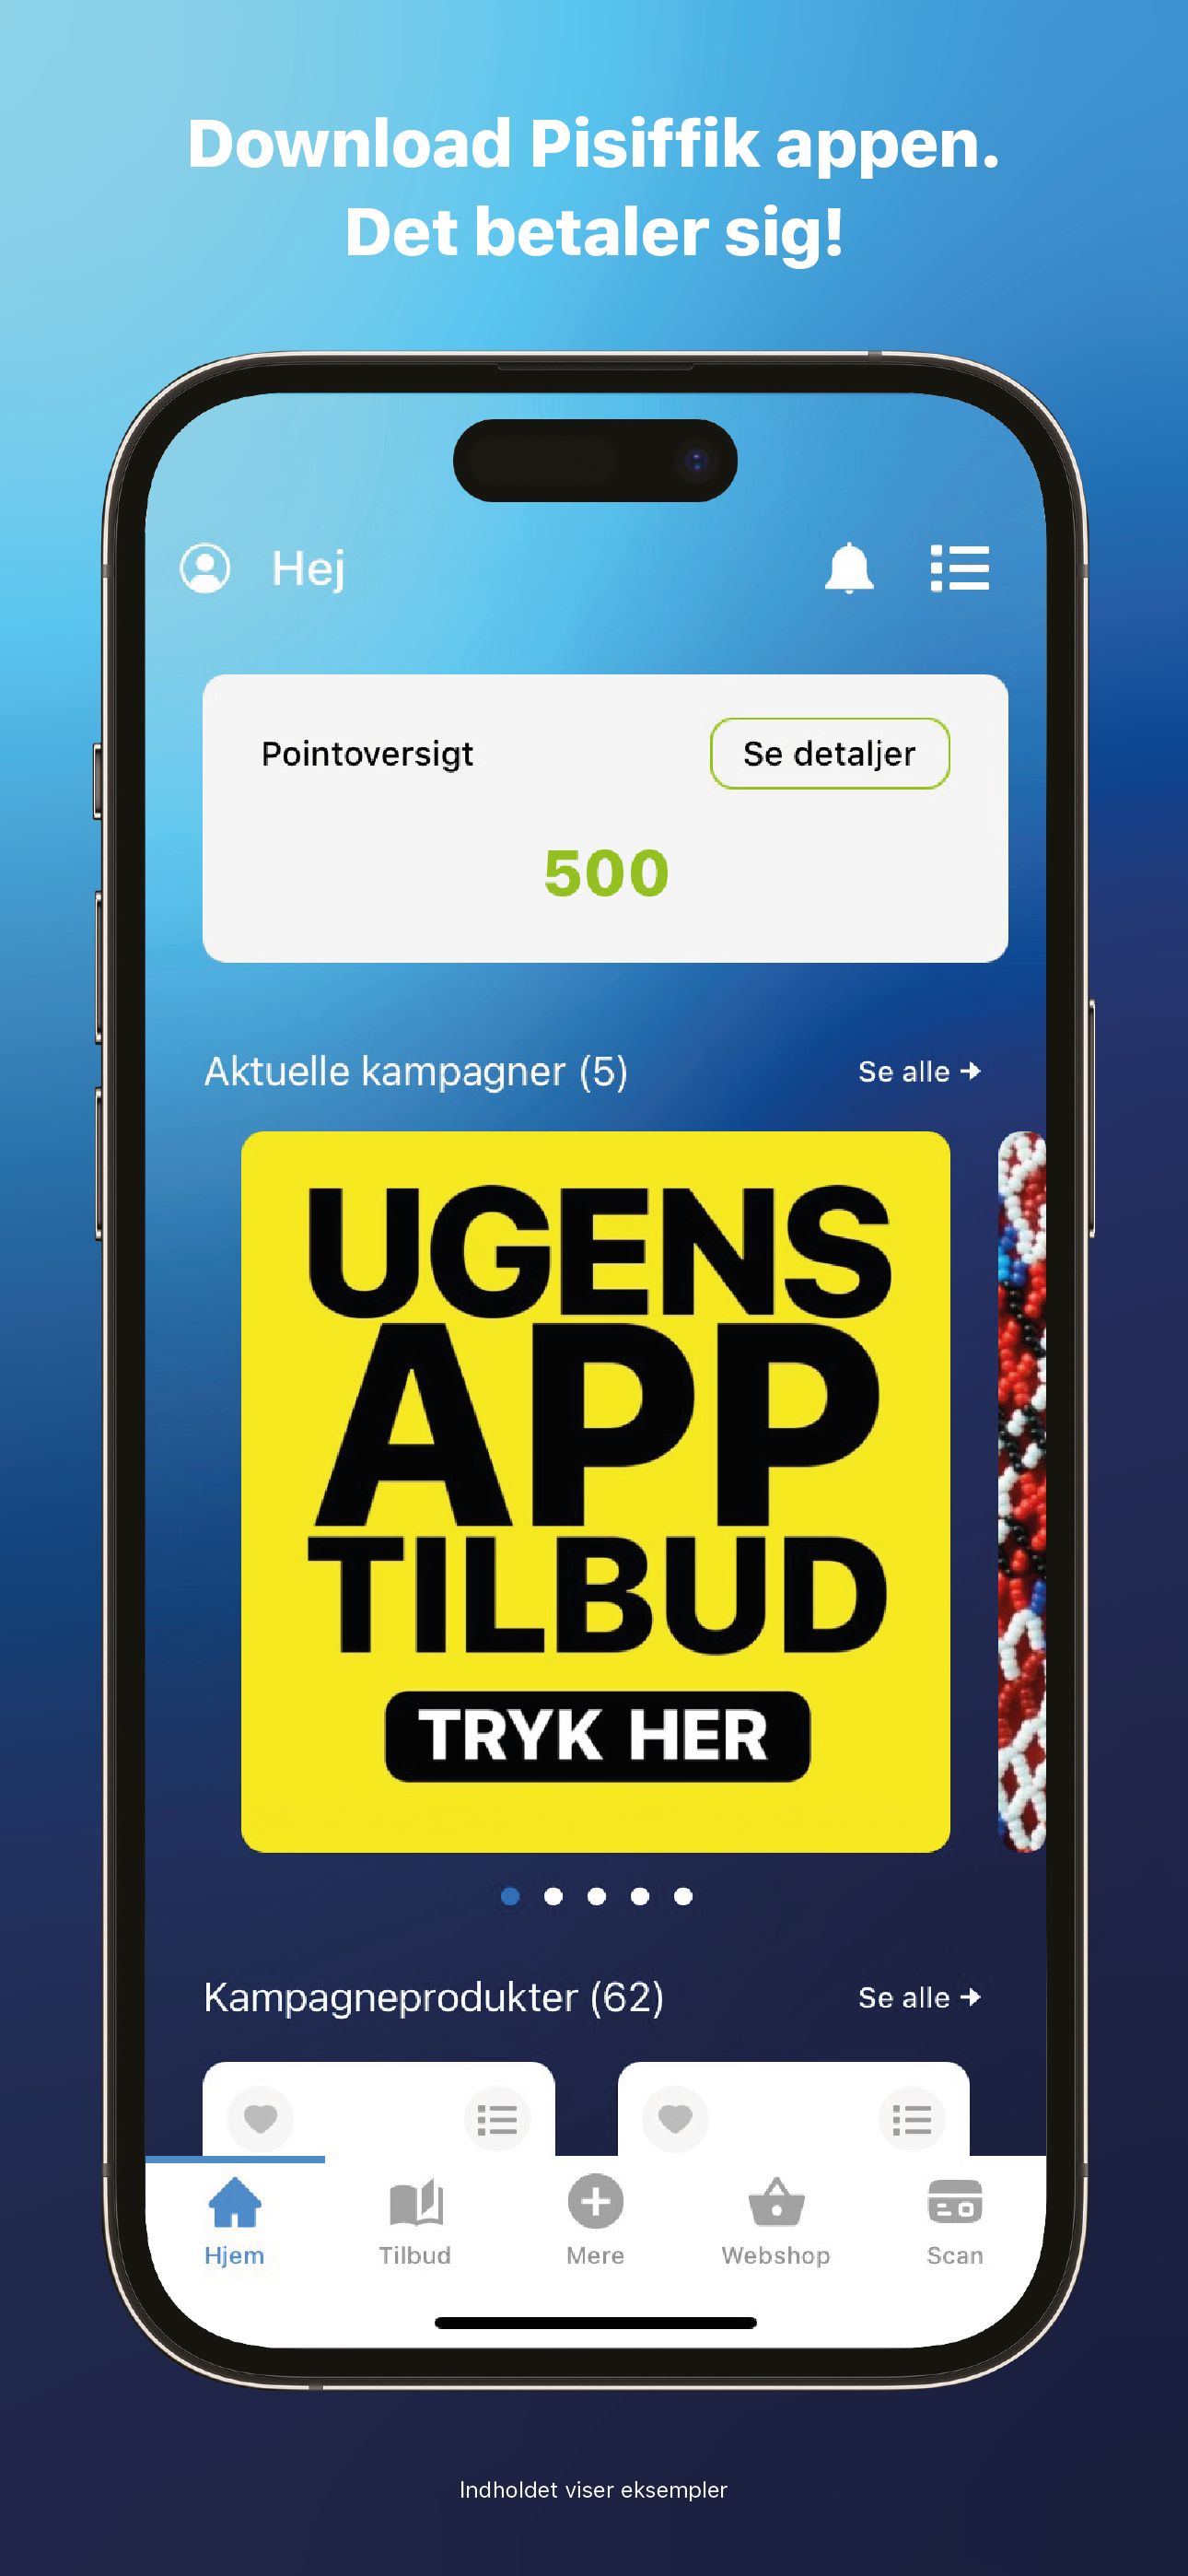 Download Pisiffik appen.
Det betaler sig!
Hej
Pointoversigt
Se detaljer
500
Aktuelle kampagner (5)
Se alle →
UGENS
APP
TILBUD
TRYK HER
Kampagneprodukter (62)
Se alle →
Hjem
Tilbud
Mere
Webshop
Scan
Indholdet viser eksempler